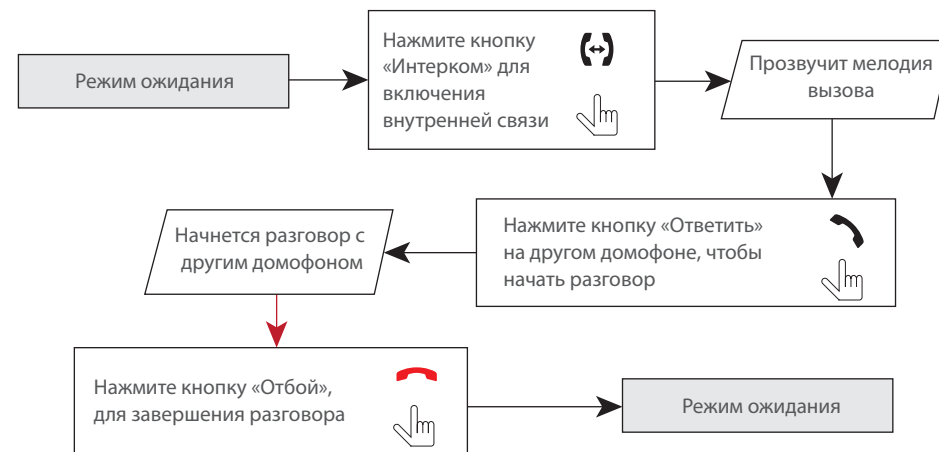 Режим ожидания
Нажмите кнопку
«Интерком» для
включения
внутренней связи
Прозвучит мелодия
вызова
Нажмите кнопку «Ответить»
на другом домофоне, чтобы
начать разговор
Начнется разговор с
другим домофоном
Нажмите кнопку «Отбой»,
для завершения разговора
Режим ожидания